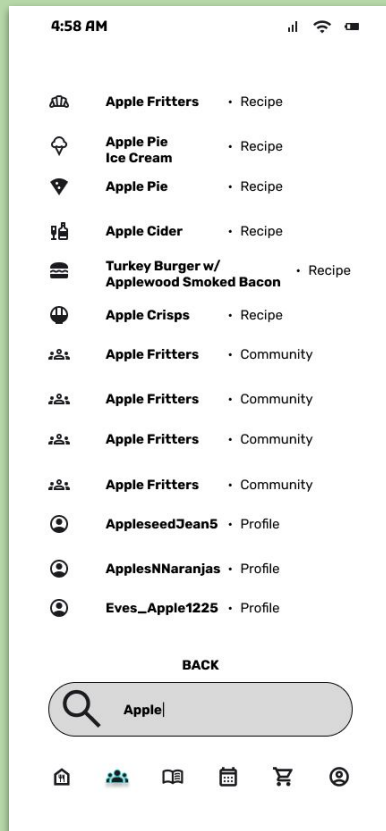 4:58 AM
Apple Fritters • Recipe
Apple Pie
Ice Cream • Recipe
Apple Pie • Recipe
Apple Cider • Recipe
Turkey Burger w/
Applewood Smoked Bacon • Recipe
Apple Crisps • Recipe
Apple Fritters • Community
Apple Fritters • Community
Apple Fritters • Community
Apple Fritters • Community
AppleseedJean5 • Profile
ApplesNNaranjas • Profile
Eves_Apple1225 • Profile
BACK
Apple